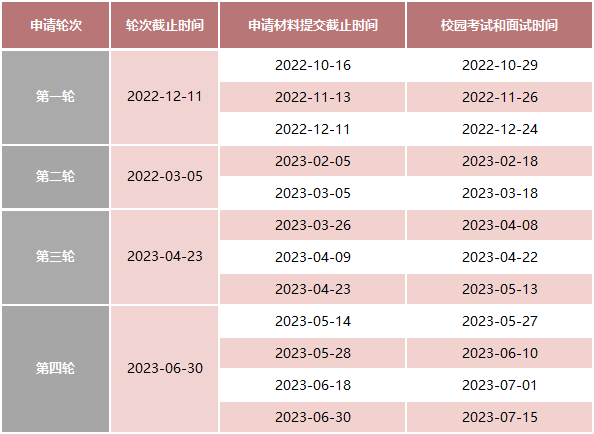 申请轮次 轮次截止时间 申请材料提交截止时间 校园考试和面试时间
第一轮 2022-12-11 2022-10-16 2022-10-29
2022-11-13 2022-11-26
2022-12-11 2022-12-24
第二轮 2022-03-05 2023-02-05 2023-02-18
2023-03-05 2023-03-18
第三轮 2023-04-23 2023-03-26 2023-04-08
2023-04-09 2023-04-22
2023-04-23 2023-05-13
第四轮 2023-06-30 2023-05-14 2023-05-27
2023-05-28 2023-06-10
2023-06-18 2023-07-01
2023-06-30 2023-07-15